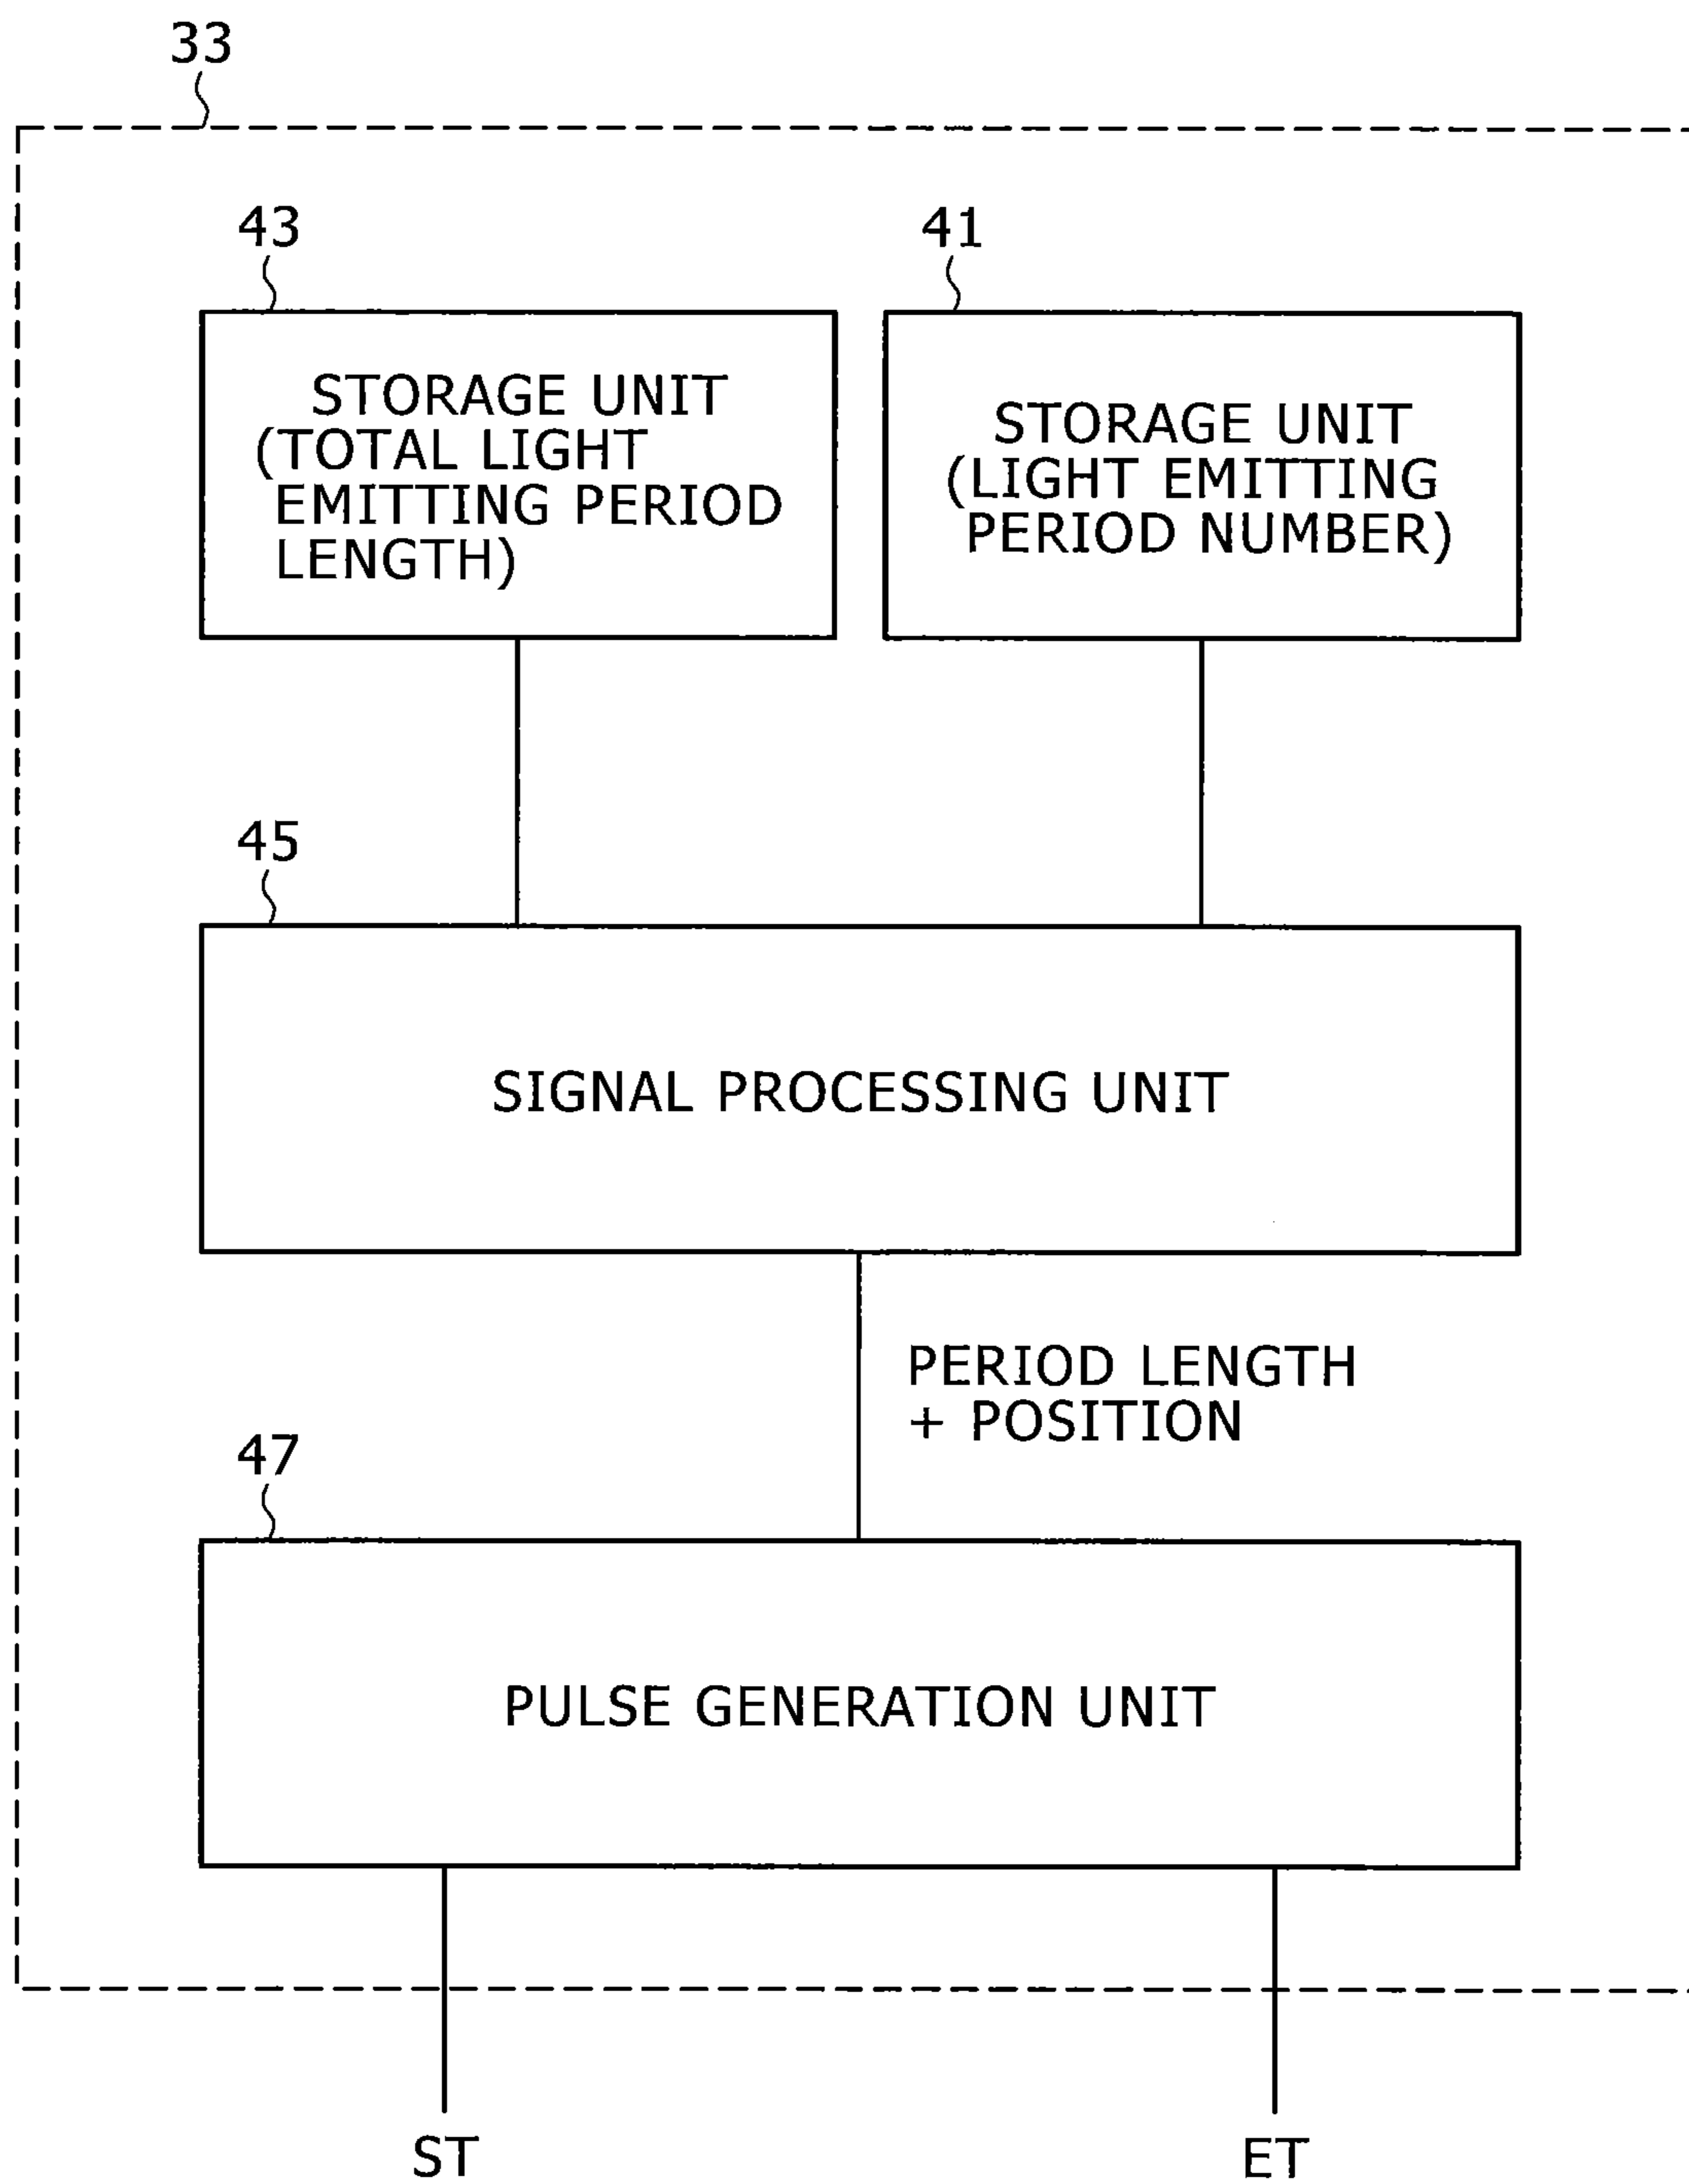 33
43
41
STORAGE UNIT
(TOTAL LIGHT
EMITTING PERIOD
LENGTH)
STORAGE UNIT
(LIGHT EMITTING
PERIOD NUMBER)
45
SIGNAL PROCESSING UNIT
PERIOD LENGTH
+ POSITION
47
PULSE GENERATION UNIT
ST
ET